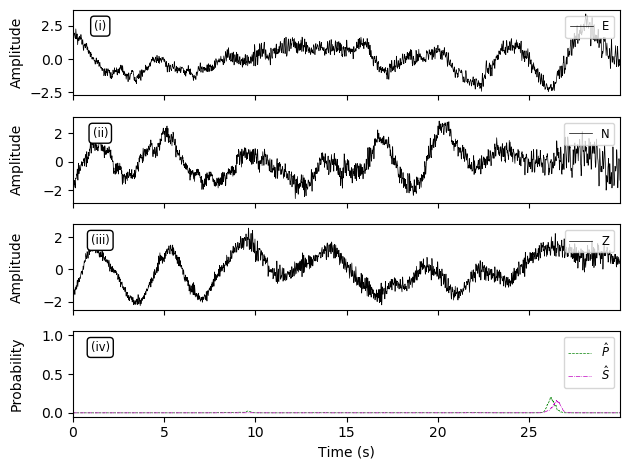 2.5
0.0
−2.5
Amplitude
(i)
E
2
0
−2
Amplitude
(ii)
N
2
0
−2
Amplitude
(iii)
Z
1.0
0.5
0.0
Probability
(iv)
P̂
Ŝ
0 5 10 15 20 25
Time (s)